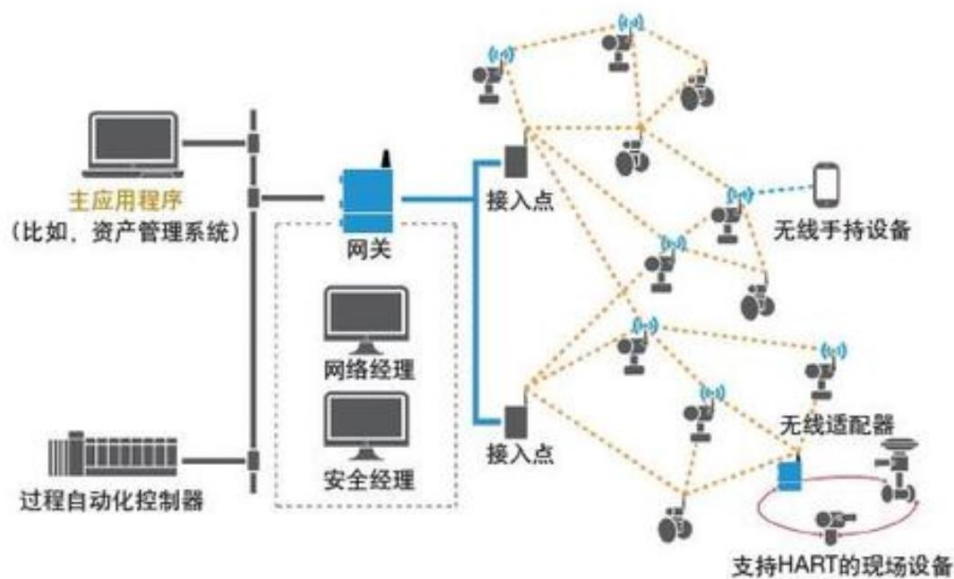 主应用程序
(比如，资产管理系统)
网关
接入点
无线手持设备
网络经理
安全经理
接入点
无线适配器
过程自动化控制器
支持HART的现场设备